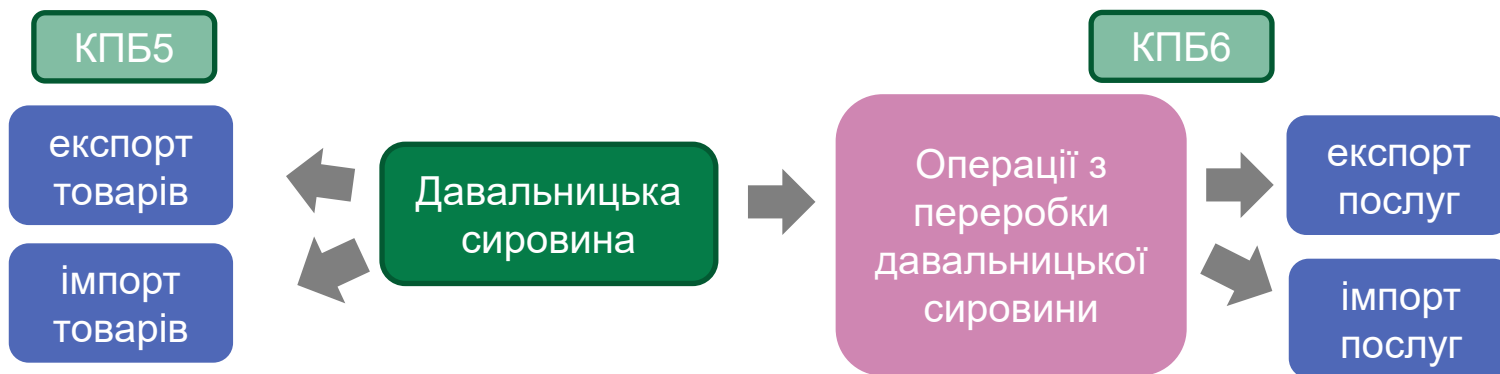 КПБ5
КПБ6
експорт
товарів
імпорт
товарів
Давальницька
сировина
Операції з
переробки
давальницької
сировини
експорт
послуг
імпорт
послуг